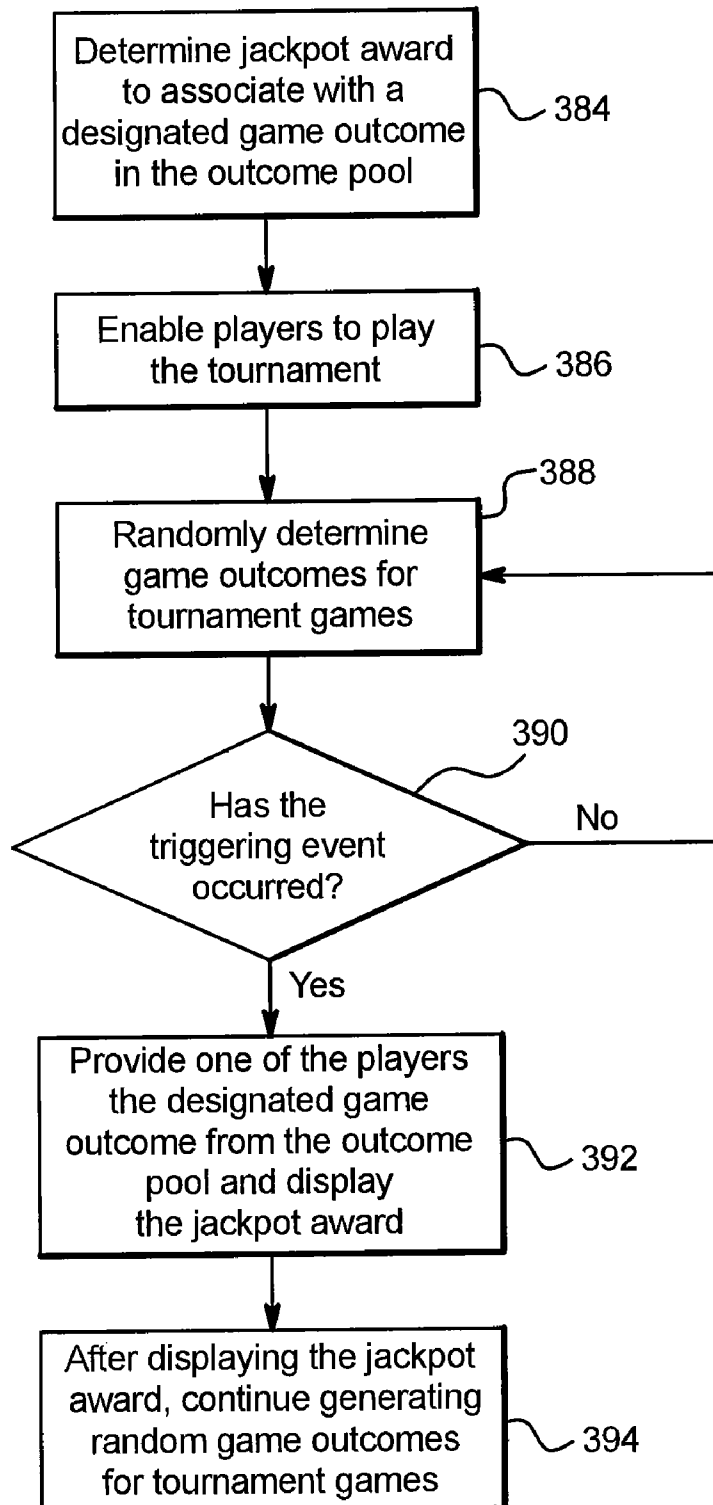 Determine jackpot award
to associate with a
designated game outcome
in the outcome pool
384
Enable players to play
the tournament
386
388
Randomly determine
game outcomes for
tournament games
390
Has the
triggering event
occurred?
No
Yes
Provide one of the players
the designated game
outcome from the outcome
pool and display
the jackpot award
392
After displaying the jackpot
award, continue generating
random game outcomes
for tournament games
394